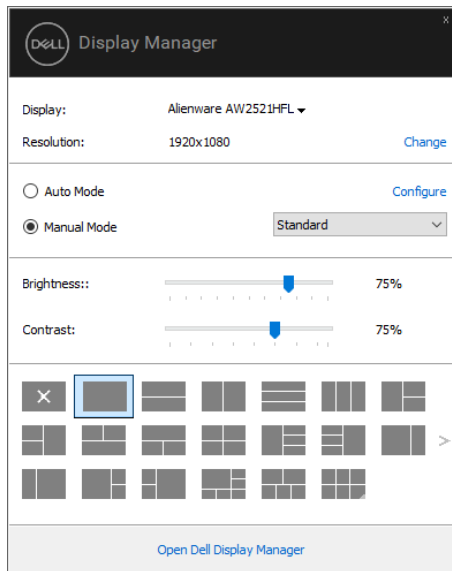 x
DELL Display Manager
Display: Alienware AW2521HFL
Resolution: 1920x1080 Change
Auto Mode Configure
Manual Mode Standard
Brightness:: 75%
Contrast: 75%
Open Dell Display Manager